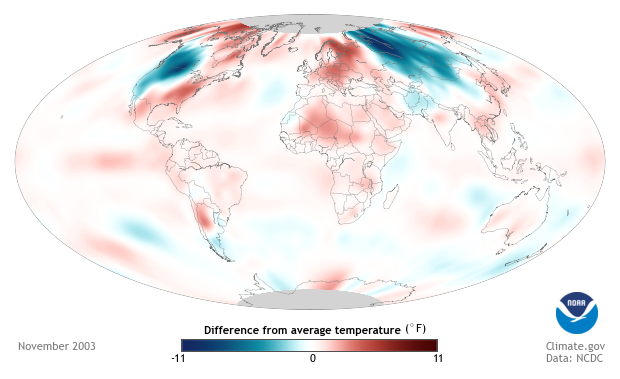 NOAA
Difference from average temperature (°F)
-11 0 11
November 2003
Climate.gov
Data: NCDC